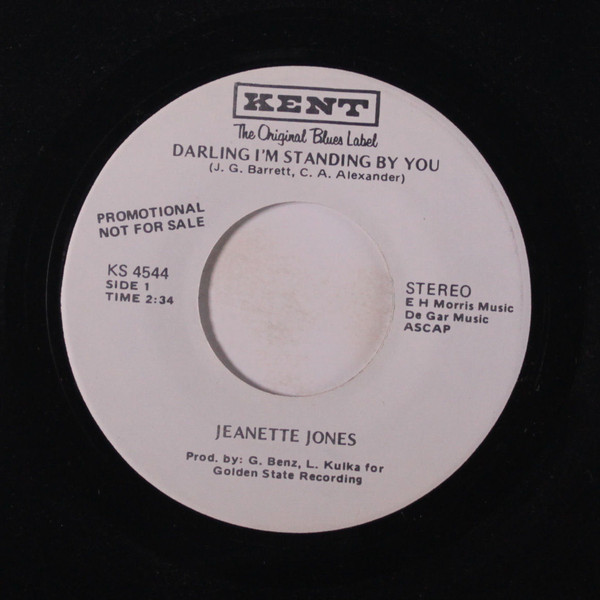 KENT
The Original Blues Label
DARLING I'M STANDING BY YOU
(J. G. Barrett, C. A. Alexander)
PROMOTIONAL
NOT FOR SALE
KS 4544
SIDE 1
TIME 2:34
STEREO
E H Morris Music
De Gar Music
ASCAP
JEANETTE JONES
Prod. by: G. Benz, L. Kulka for
Golden State Recording